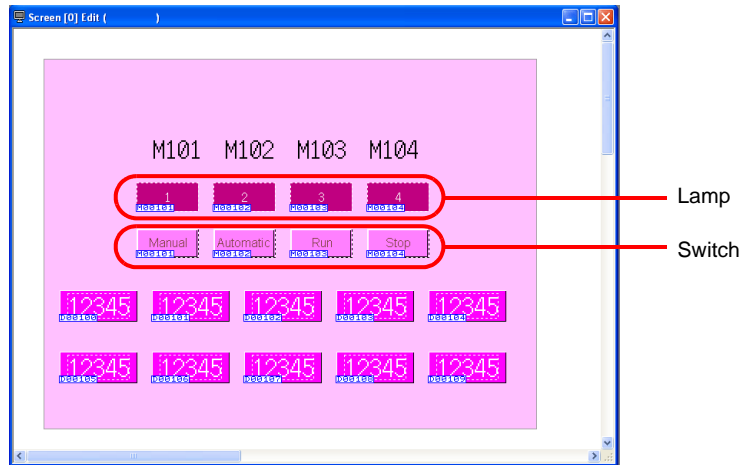 Screen [0] Edit ( )
M101 M102 M103 M104
1 2 3 4
M00101 M00102 M00103 M00104
Lamp
Manual Automatic Run Stop
M00101 M00102 M00103 M00104
Switch
12345 12345 12345 12345 12345
D00100 D00101 D00102 D00103 D00104
12345 12345 12345 12345 12345
D00105 D00106 D00107 D00108 D00109